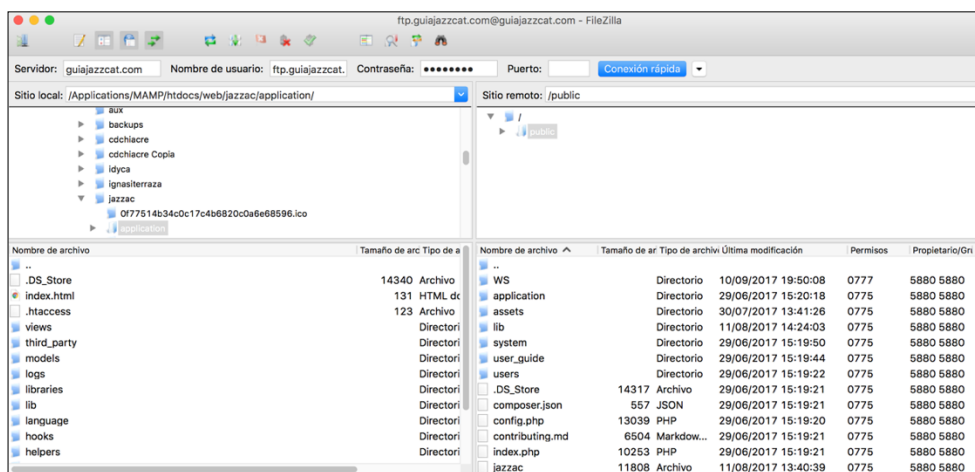 ftp.guiajazzcat.com@guiajazzcat.com - FileZilla
Servidor: guiajazzcat.com Nombre de usuario: ftp.guiajazzcat. Contraseña: ●●●●●●●● Puerto: Conexión rápida
Sitio local: /Applications/MAMP/htdocs/web/jazzac/application/
aux
backups
cdchiacre
cdchiacre Copia
idyca
ignasiterraza
jazzac
0f77514b34c0c17c4b6820c0a6e68596.ico
application
Sitio remoto: /public
/
public
Nombre de archivo Tamaño de arc Tipo de a
..
.DS_Store 14340 Archivo
index.html 131 HTML dc
.htaccess 123 Archivo
views Directori
third_party Directori
models Directori
logs Directori
libraries Directori
lib Directori
language Directori
hooks Directori
helpers Directori
Nombre de archivo Tamaño de ar Tipo de archivo Última modificación Permisos Propietario/Gru
..
WS Directorio 10/09/2017 19:50:08 0777 5880 5880
application Directorio 29/06/2017 15:20:18 0775 5880 5880
assets Directorio 30/07/2017 13:41:26 0775 5880 5880
lib Directorio 11/08/2017 14:24:03 0775 5880 5880
system Directorio 29/06/2017 15:19:50 0775 5880 5880
user_guide Directorio 29/06/2017 15:19:44 0775 5880 5880
users Directorio 29/06/2017 15:19:22 0775 5880 5880
.DS_Store 14317 Archivo 29/06/2017 15:19:21 0775 5880 5880
composer.json 557 JSON 29/06/2017 15:19:21 0775 5880 5880
config.php 13039 PHP 29/06/2017 15:19:20 0775 5880 5880
contributing.md 6504 Markdow... 29/06/2017 15:19:21 0775 5880 5880
index.php 10253 PHP 29/06/2017 15:19:21 0775 5880 5880
jazzac 11808 Archivo 11/08/2017 13:40:39 0775 5880 5880